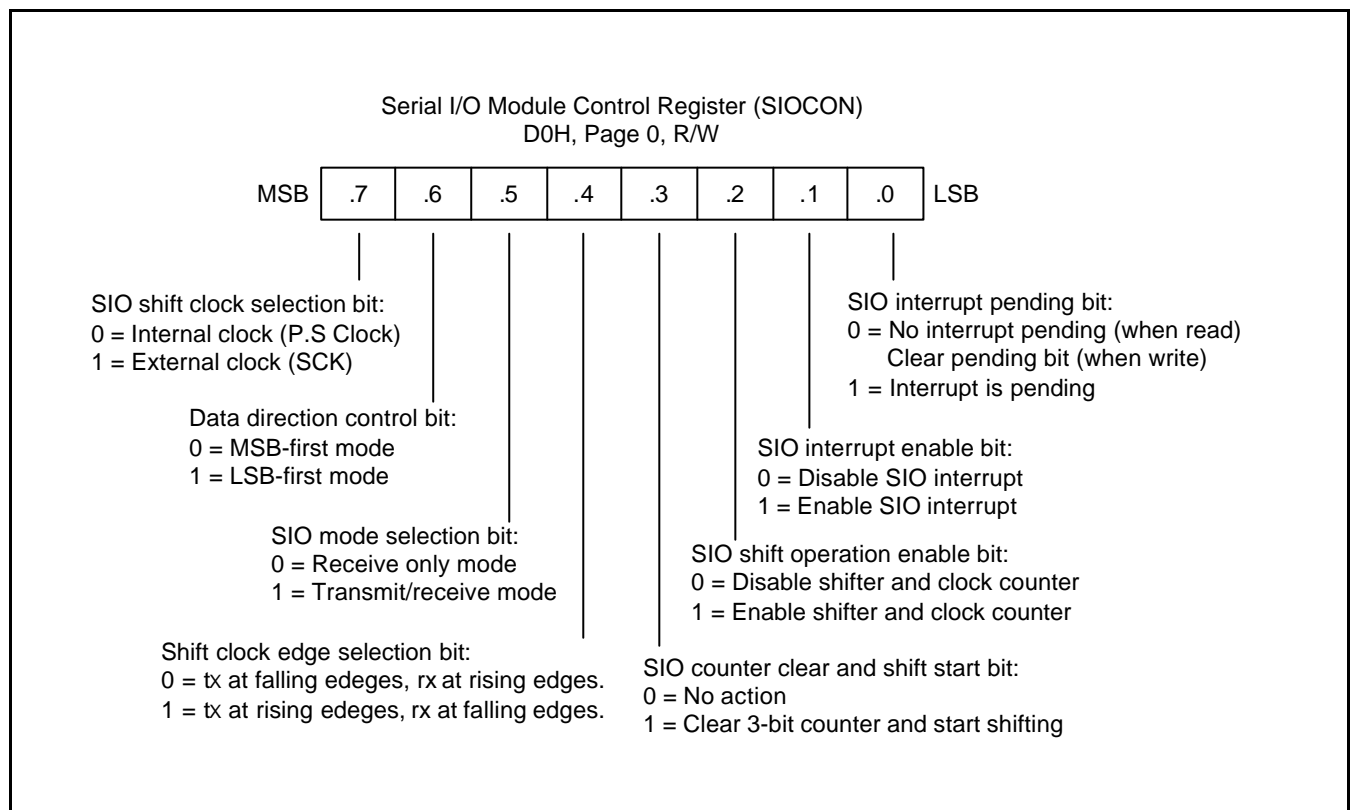 Serial I/O Module Control Register (SIOCON)
D0H, Page 0, R/W
MSB .7 .6 .5 .4 .3 .2 .1 .0 LSB
SIO shift clock selection bit:
0 = Internal clock (P.S Clock)
1 = External clock (SCK)
Data direction control bit:
0 = MSB-first mode
1 = LSB-first mode
SIO mode selection bit:
0 = Receive only mode
1 = Transmit/receive mode
Shift clock edge selection bit:
0 = tx at falling edeges, rx at rising edges.
1 = tx at rising edeges, rx at falling edges.
SIO interrupt pending bit:
0 = No interrupt pending (when read)
Clear pending bit (when write)
1 = Interrupt is pending
SIO interrupt enable bit:
0 = Disable SIO interrupt
1 = Enable SIO interrupt
SIO shift operation enable bit:
0 = Disable shifter and clock counter
1 = Enable shifter and clock counter
SIO counter clear and shift start bit:
0 = No action
1 = Clear 3-bit counter and start shifting